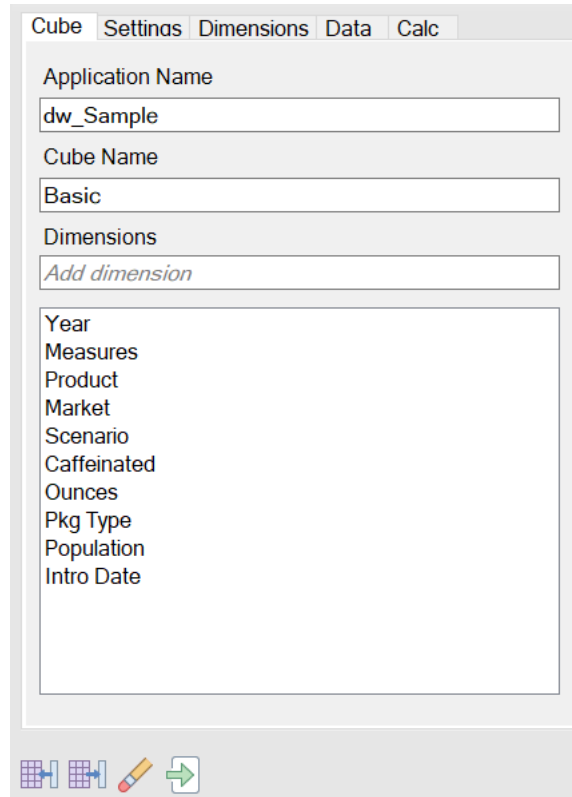 Cube Settings Dimensions Data Calc
Application Name
dw_Sample
Cube Name
Basic
Dimensions
Add dimension
Year
Measures
Product
Market
Scenario
Caffeinated
Ounces
Pkg Type
Population
Intro Date